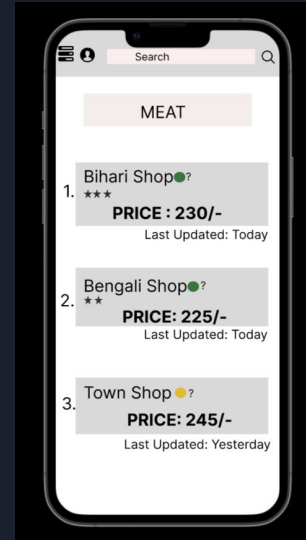 Search
MEAT
1. Bihari Shop ?
★★★
PRICE : 230/-
Last Updated: Today
2. Bengali Shop ?
★★
PRICE: 225/-
Last Updated: Today
3. Town Shop ?
PRICE: 245/-
Last Updated: Yesterday